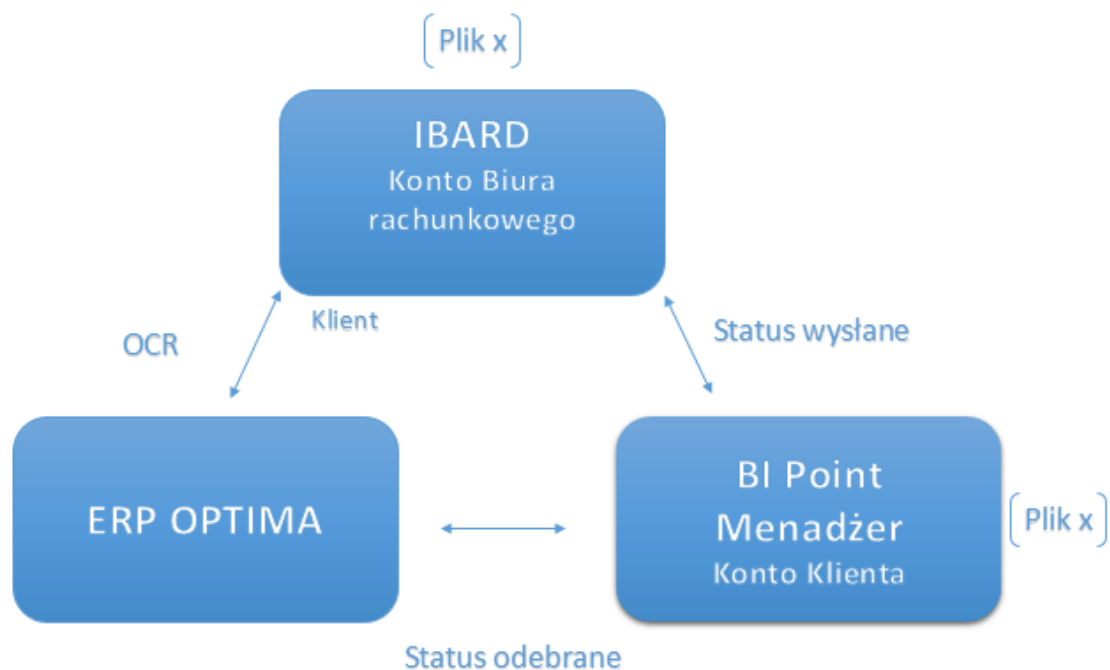 [Plik x]
IBARD
Konto Biura
rachunkowego
Klient
OCR
Status wysłane
ERP OPTIMA
BI Point
Menadżer
Konto Klienta
[Plik x]
Status odebrane